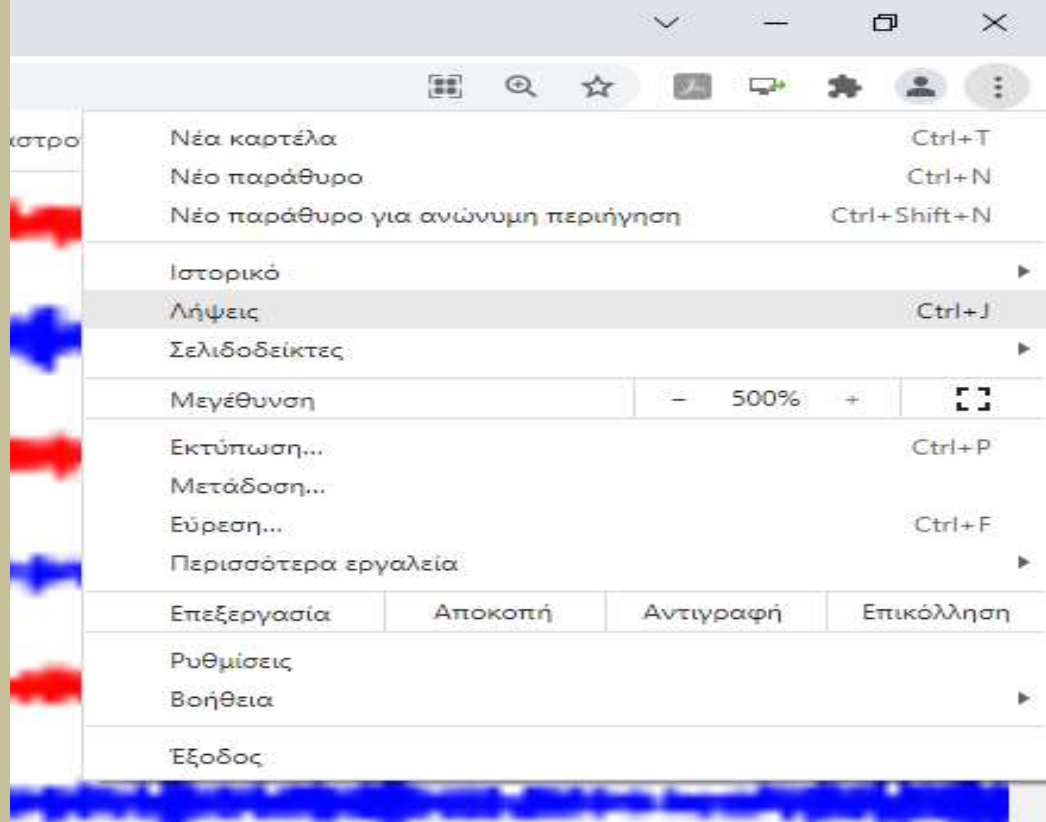 στρο
Νέα καρτέλα Ctrl+T
Νέο παράθυρο Ctrl+N
Νέο παράθυρο για ανώνυμη περιήγηση Ctrl+Shift+N
Ιστορικό
Λήψεις Ctrl+J
Σελιδοδείκτες
Μεγέθυνση − 500% +
Εκτύπωση... Ctrl+P
Μετάδοση...
Εύρεση... Ctrl+F
Περισσότερα εργαλεία
Επεξεργασία Αποκοπή Αντιγραφή Επικόλληση
Ρυθμίσεις
Βοήθεια
Έξοδος